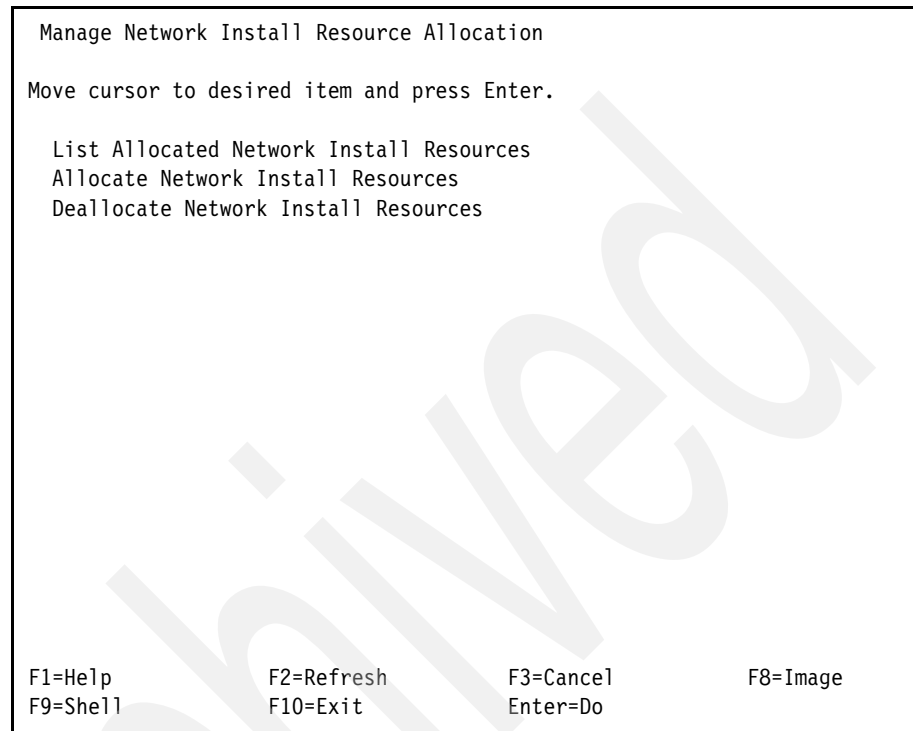 Manage Network Install Resource Allocation
Move cursor to desired item and press Enter.
List Allocated Network Install Resources
Allocate Network Install Resources
Deallocate Network Install Resources
F1=Help F2=Refresh F3=Cancel F8=Image
F9=Shell F10=Exit Enter=Do
hived